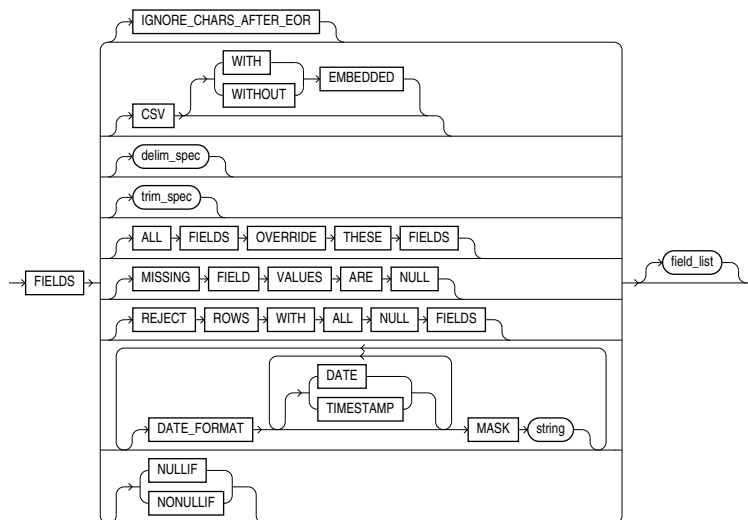 IGNORE_CHARS_AFTER_EOR
WITH
WITHOUT
EMBEDDED
CSV
delim_spec
trim_spec
ALL FIELDS OVERRIDE THESE FIELDS
FIELDS
MISSING FIELD VALUES ARE NULL
field_list
REJECT ROWS WITH ALL NULL FIELDS
DATE
TIMESTAMP
DATE_FORMAT
MASK string
NULLIF
NONULLIF